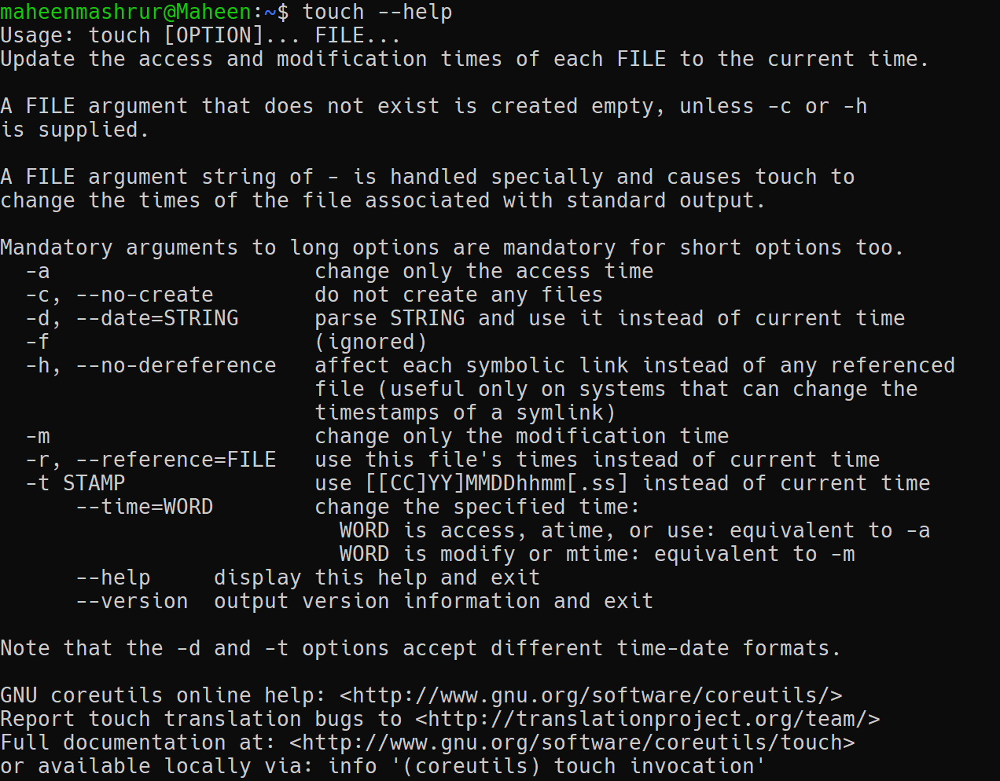 maheenmashrur@Maheen:~$ touch --help
Usage: touch [OPTION]... FILE...
Update the access and modification times of each FILE to the current time.

A FILE argument that does not exist is created empty, unless -c or -h
is supplied.

A FILE argument string of - is handled specially and causes touch to
change the times of the file associated with standard output.

Mandatory arguments to long options are mandatory for short options too.
  -a                     change only the access time
  -c, --no-create        do not create any files
  -d, --date=STRING      parse STRING and use it instead of current time
  -f                     (ignored)
  -h, --no-dereference   affect each symbolic link instead of any referenced
                         file (useful only on systems that can change the
                         timestamps of a symlink)
  -m                     change only the modification time
  -r, --reference=FILE   use this file's times instead of current time
  -t STAMP               use [[CC]YY]MMDDhhmm[.ss] instead of current time
      --time=WORD        change the specified time:
                           WORD is access, atime, or use: equivalent to -a
                           WORD is modify or mtime: equivalent to -m
      --help     display this help and exit
      --version  output version information and exit

Note that the -d and -t options accept different time-date formats.

GNU coreutils online help: <http://www.gnu.org/software/coreutils/>
Report touch translation bugs to <http://translationproject.org/team/>
Full documentation at: <http://www.gnu.org/software/coreutils/touch>
or available locally via: info '(coreutils) touch invocation'